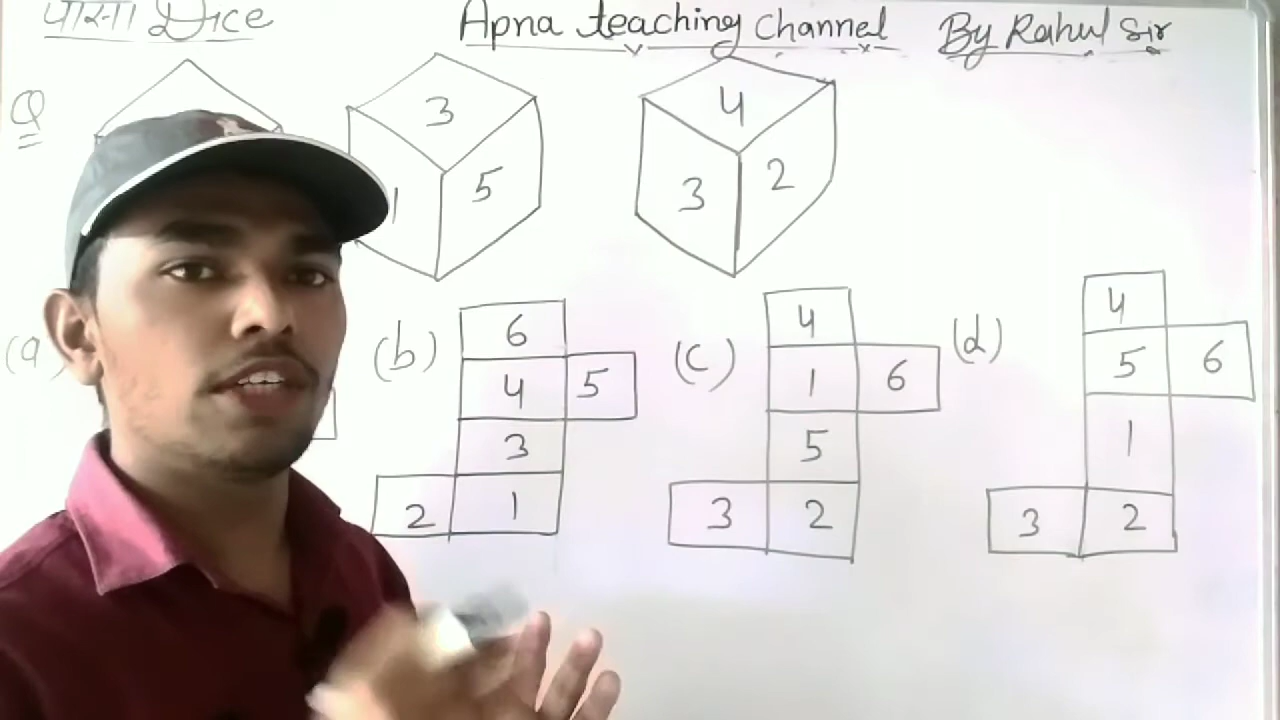 पासा Dice
Apna teaching Channel By Rahul Sir
Q
3
1 5
4
3 2
(a)
(b)
6
4 5
3
2 1
(c)
4
1 6
5
3 2
(d)
4
5 6
1
3 2